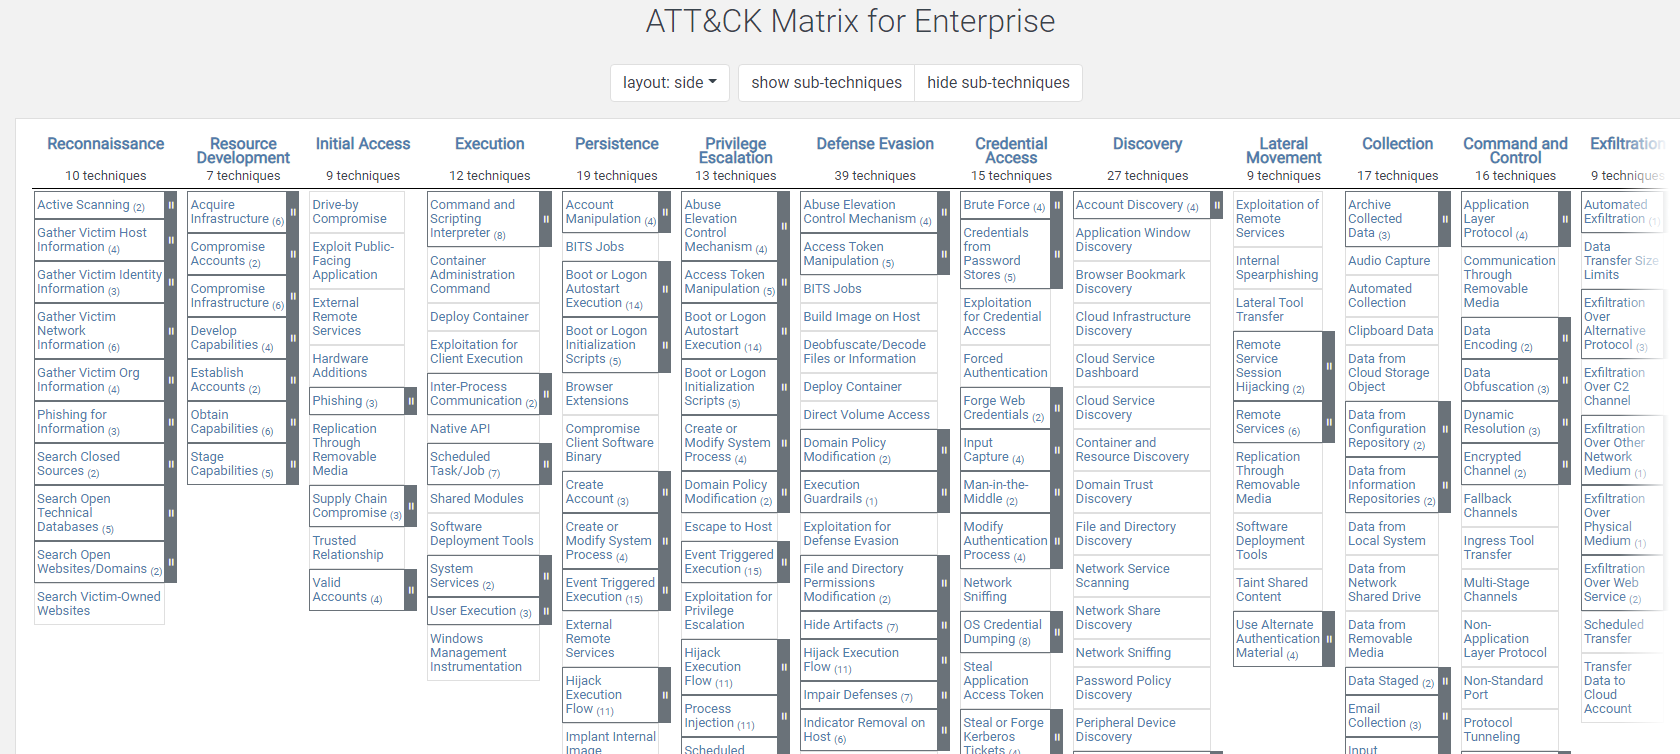 ATT&CK Matrix for Enterprise
layout: side
show sub-techniques
hide sub-techniques
Reconnaissance
10 techniques
Active Scanning (2)
Gather Victim Host
Information (4)
Gather Victim Identity
Information (3)
Gather Victim
Network
Information (6)
Gather Victim Org
Information (4)
Phishing for
Information (3)
Search Closed
Sources (2)
Search Open
Technical
Databases (5)
Search Open
Websites/Domains (2)
Search Victim-Owned
Websites
Resource
Development
7 techniques
Acquire
Infrastructure (6)
Compromise
Accounts (2)
Compromise
Infrastructure (6)
Develop
Capabilities (4)
Establish
Accounts (2)
Obtain
Capabilities (6)
Stage
Capabilities (5)
Initial Access
9 techniques
Drive-by
Compromise
Exploit Public-
Facing
Application
External
Remote
Services
Hardware
Additions
Phishing (3)
Replication
Through
Removable
Media
Supply Chain
Compromise (3)
Trusted
Relationship
Valid
Accounts (4)
Execution
12 techniques
Command and
Scripting
Interpreter (8)
Container
Administration
Command
Deploy Container
Exploitation for
Client Execution
Inter-Process
Communication (2)
Native API
Scheduled
Task/Job (7)
Shared Modules
Software
Deployment Tools
System
Services (2)
User Execution (3)
Windows
Management
Instrumentation
Persistence
19 techniques
Account
Manipulation (4)
BITS Jobs
Boot or Logon
Autostart
Execution (14)
Boot or Logon
Initialization
Scripts (5)
Browser
Extensions
Compromise
Client Software
Binary
Create
Account (3)
Create or
Modify System
Process (4)
Event Triggered
Execution (15)
External
Remote
Services
Hijack
Execution
Flow (11)
Implant Internal
Image
Privilege
Escalation
13 techniques
Abuse
Elevation
Control
Mechanism (4)
Access Token
Manipulation (5)
Boot or Logon
Autostart
Execution (14)
Boot or Logon
Initialization
Scripts (5)
Create or
Modify System
Process (4)
Domain Policy
Modification (2)
Escape to Host
Event Triggered
Execution (15)
Exploitation for
Privilege
Escalation
Hijack
Execution
Flow (11)
Process
Injection (11)
Scheduled
Defense Evasion
39 techniques
Abuse Elevation
Control Mechanism (4)
Access Token
Manipulation (5)
BITS Jobs
Build Image on Host
Deobfuscate/Decode
Files or Information
Deploy Container
Direct Volume Access
Domain Policy
Modification (2)
Execution
Guardrails (1)
Exploitation for
Defense Evasion
File and Directory
Permissions
Modification (2)
Hide Artifacts (7)
Hijack Execution
Flow (11)
Impair Defenses (7)
Indicator Removal on
Host (6)
Credential
Access
15 techniques
Brute Force (4)
Credentials
from
Password
Stores (5)
Exploitation
for Credential
Access
Forced
Authentication
Forge Web
Credentials (2)
Input
Capture (4)
Man-in-the-
Middle (2)
Modify
Authentication
Process (4)
Network
Sniffing
OS Credential
Dumping (8)
Steal
Application
Access Token
Steal or Forge
Kerberos
Tickets (4)
Discovery
27 techniques
Account Discovery (4)
Application Window
Discovery
Browser Bookmark
Discovery
Cloud Infrastructure
Discovery
Cloud Service
Dashboard
Cloud Service
Discovery
Container and
Resource Discovery
Domain Trust
Discovery
File and Directory
Discovery
Network Service
Scanning
Network Share
Discovery
Network Sniffing
Password Policy
Discovery
Peripheral Device
Discovery
Lateral
Movement
9 techniques
Exploitation of
Remote
Services
Internal
Spearphishing
Lateral Tool
Transfer
Remote
Service
Session
Hijacking (2)
Remote
Services (6)
Replication
Through
Removable
Media
Software
Deployment
Tools
Taint Shared
Content
Use Alternate
Authentication
Material (4)
Collection
17 techniques
Archive
Collected
Data (3)
Audio Capture
Automated
Collection
Clipboard Data
Data from
Cloud Storage
Object
Data from
Configuration
Repository (2)
Data from
Information
Repositories (2)
Data from
Local System
Data from
Network
Shared Drive
Data from
Removable
Media
Data Staged (2)
Email
Collection (3)
Input
Command and
Control
16 techniques
Application
Layer
Protocol (4)
Communication
Through
Removable
Media
Data
Encoding (2)
Data
Obfuscation (3)
Dynamic
Resolution (3)
Encrypted
Channel (2)
Fallback
Channels
Ingress Tool
Transfer
Multi-Stage
Channels
Non-
Application
Layer Protocol
Non-Standard
Port
Protocol
Tunneling
Exfiltration
9 techniques
Automated
Exfiltration (1)
Data
Transfer Size
Limits
Exfiltration
Over
Alternative
Protocol (3)
Exfiltration
Over C2
Channel
Exfiltration
Over Other
Network
Medium (1)
Exfiltration
Over
Physical
Medium (1)
Exfiltration
Over Web
Service (2)
Scheduled
Transfer
Transfer
Data to
Cloud
Account